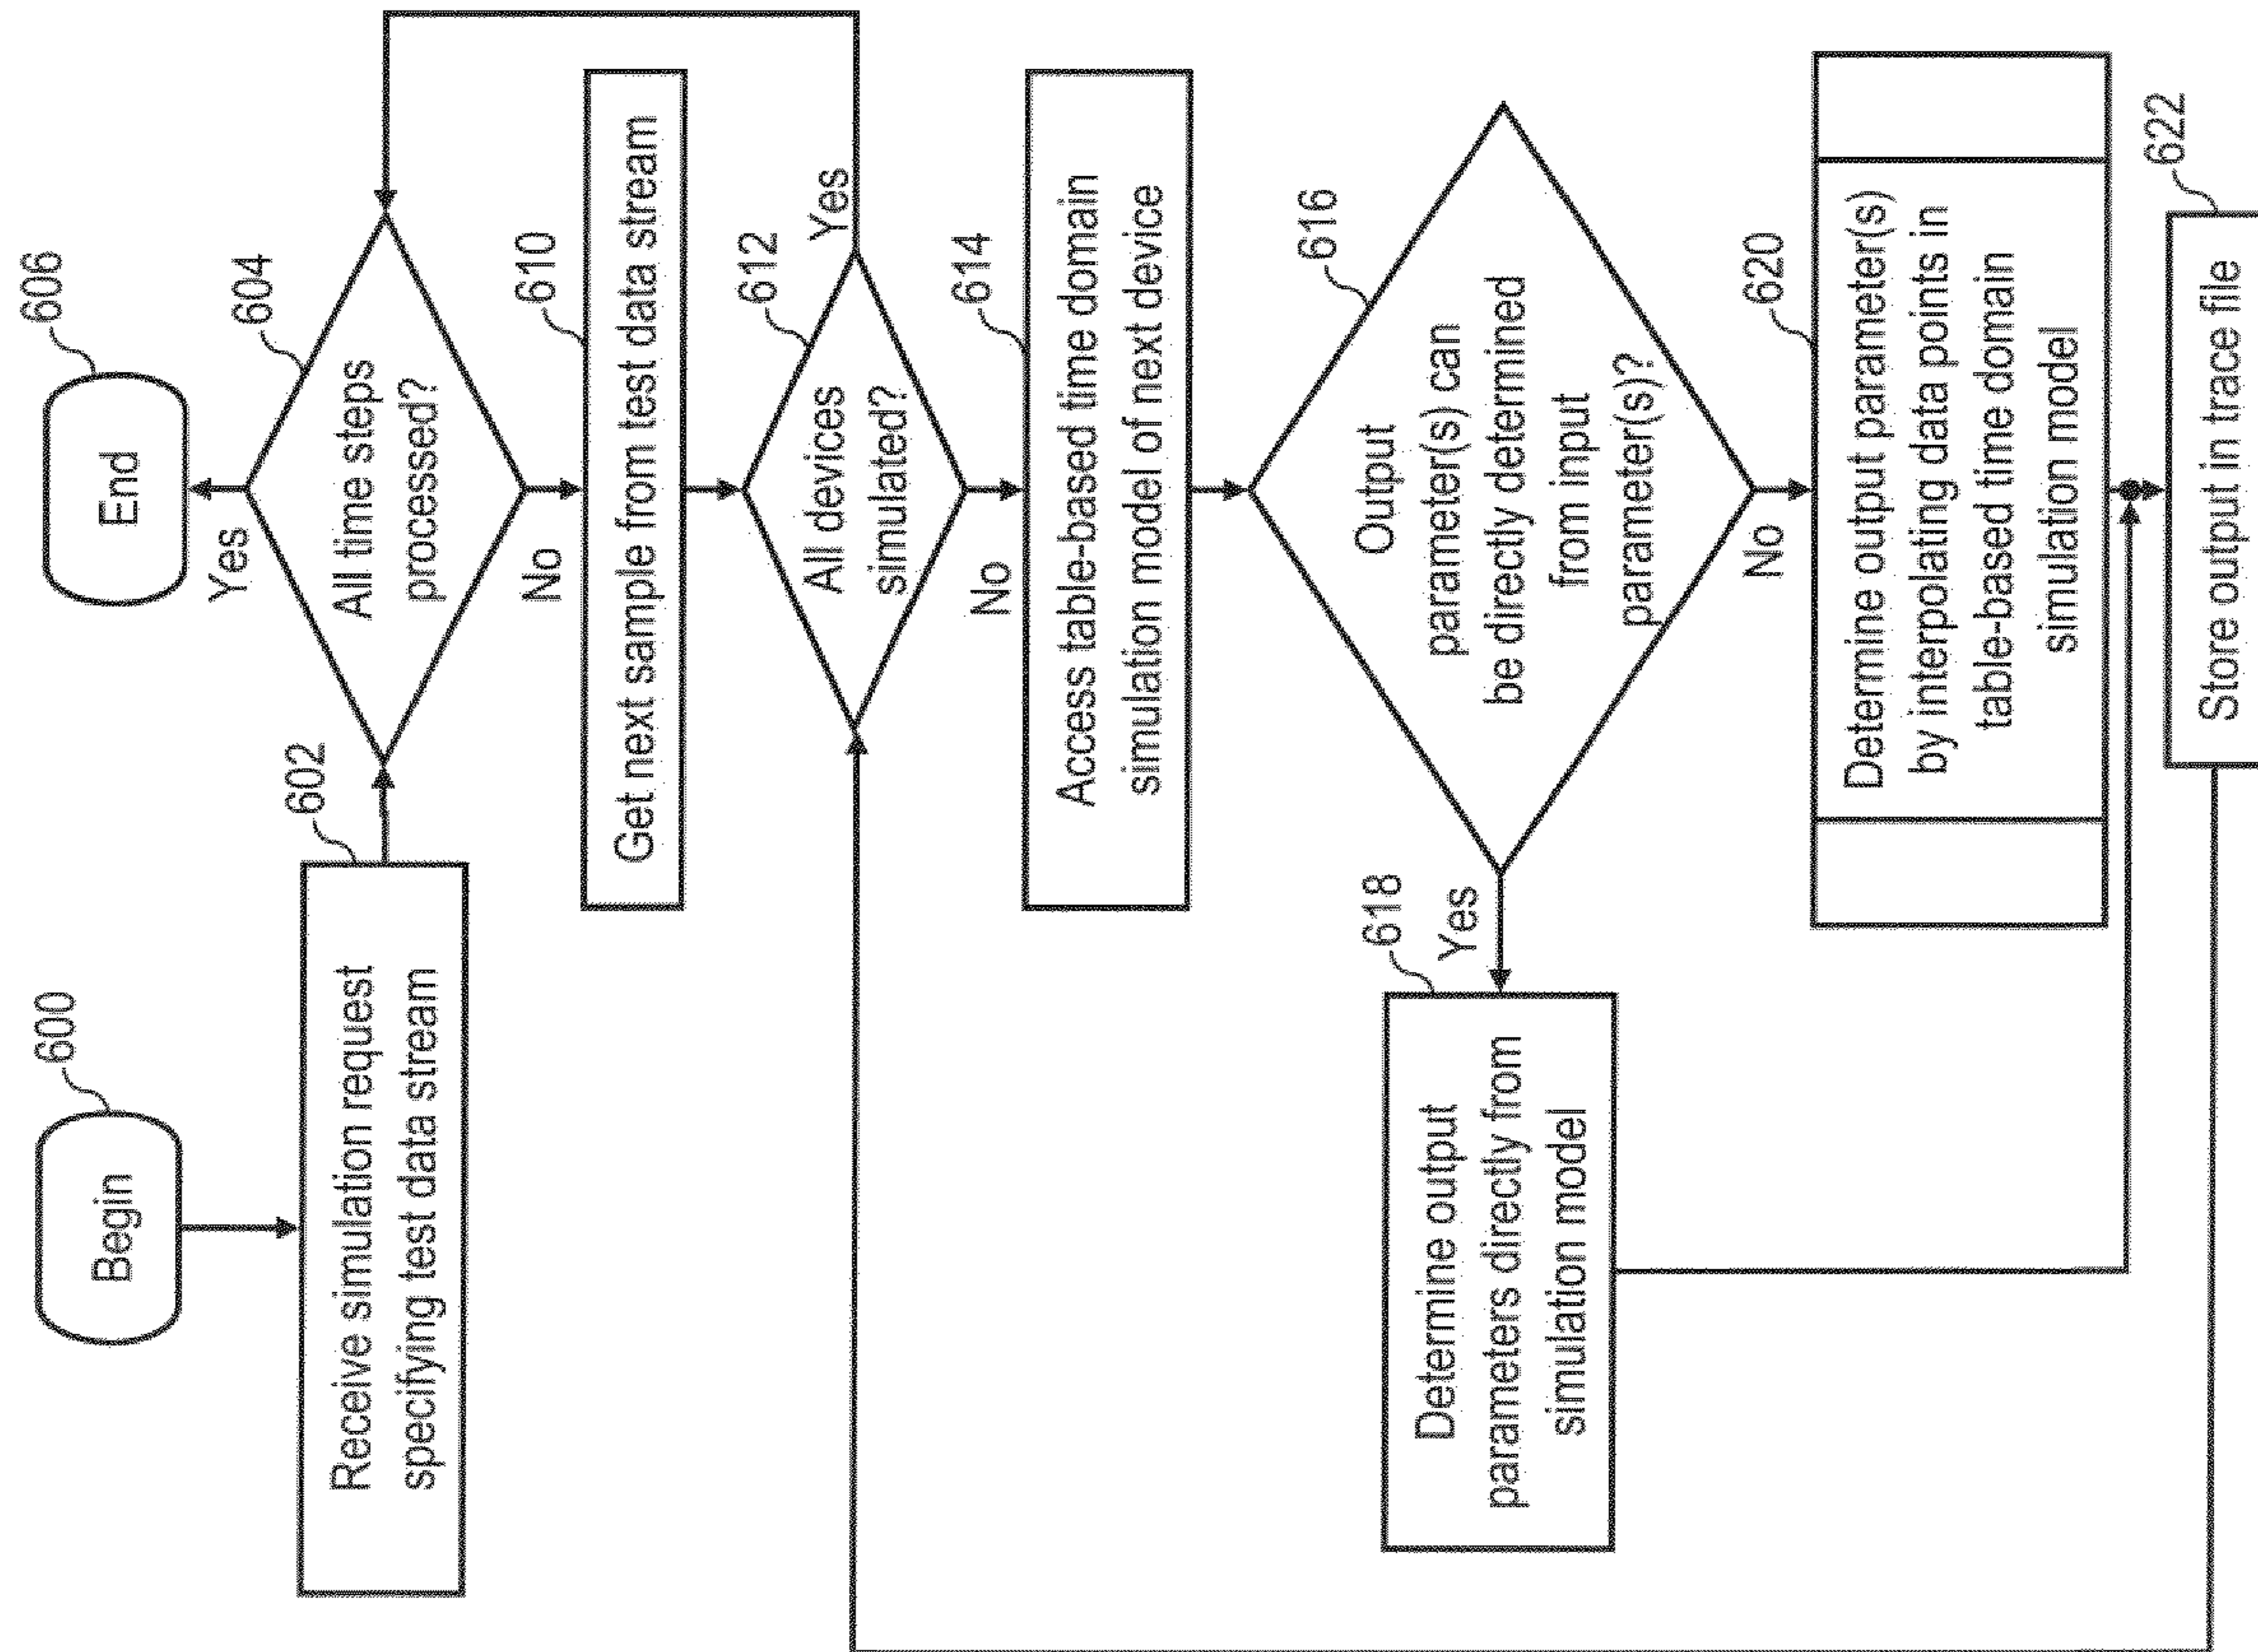 600
Begin
602
Receive simulation request
specifying test data stream
606
End
Yes
604
All time steps
processed?
No
610
Get next sample from test data stream
612
All devices
simulated?
Yes
No
614
Access table-based time domain
simulation model of next device
616
Output
parameter(s) can
be directly determined
from input
parameter(s)?
Yes
618
Determine output
parameters directly from
simulation model
No
620
Determine output parameter(s)
by interpolating data points in
table-based time domain
simulation model
622
Store output in trace file